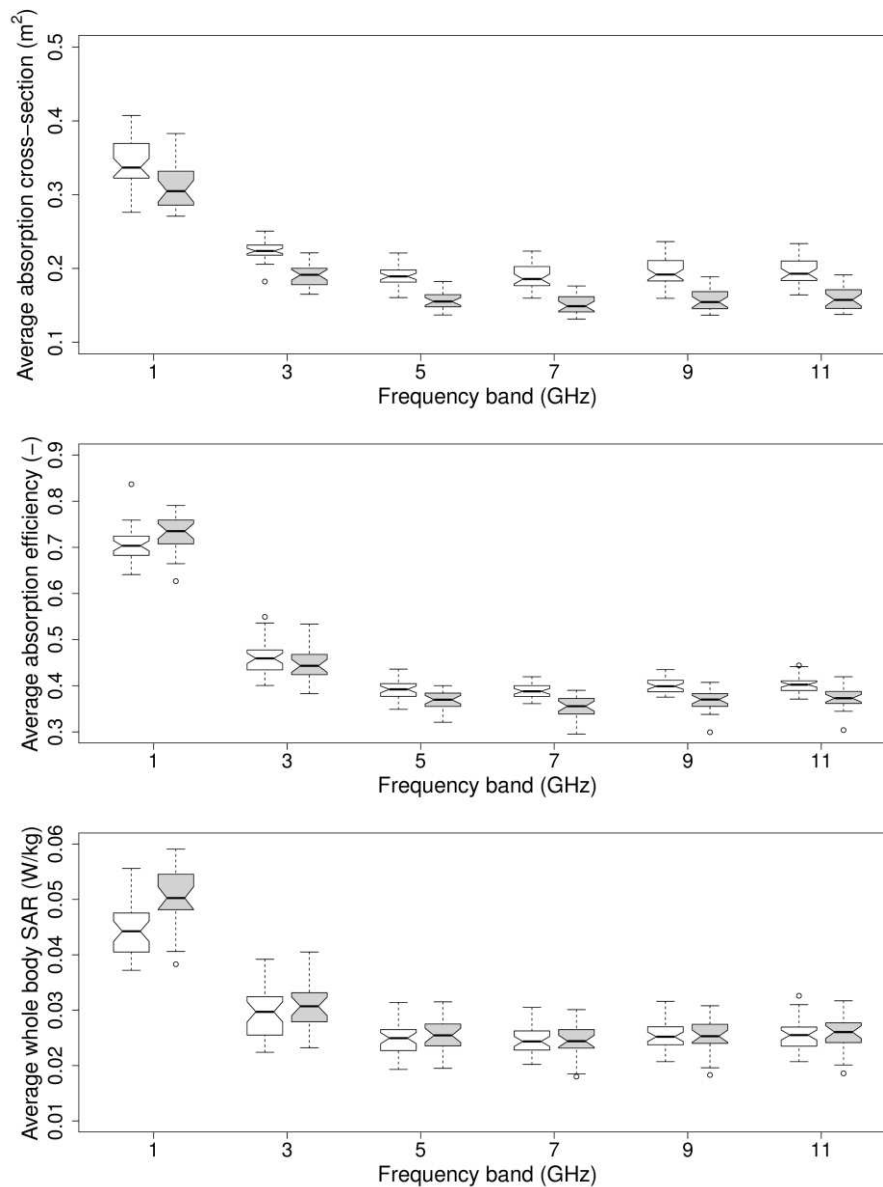 Average absorption cross−section (m²)
0.5
0.4
0.3
0.2
0.1
1 3 5 7 9 11
Frequency band (GHz)
Average absorption efficiency (−)
0.9
0.8
0.7
0.6
0.5
0.4
0.3
1 3 5 7 9 11
Frequency band (GHz)
Average whole body SAR (W/kg)
0.06
0.05
0.04
0.03
0.02
0.01
1 3 5 7 9 11
Frequency band (GHz)